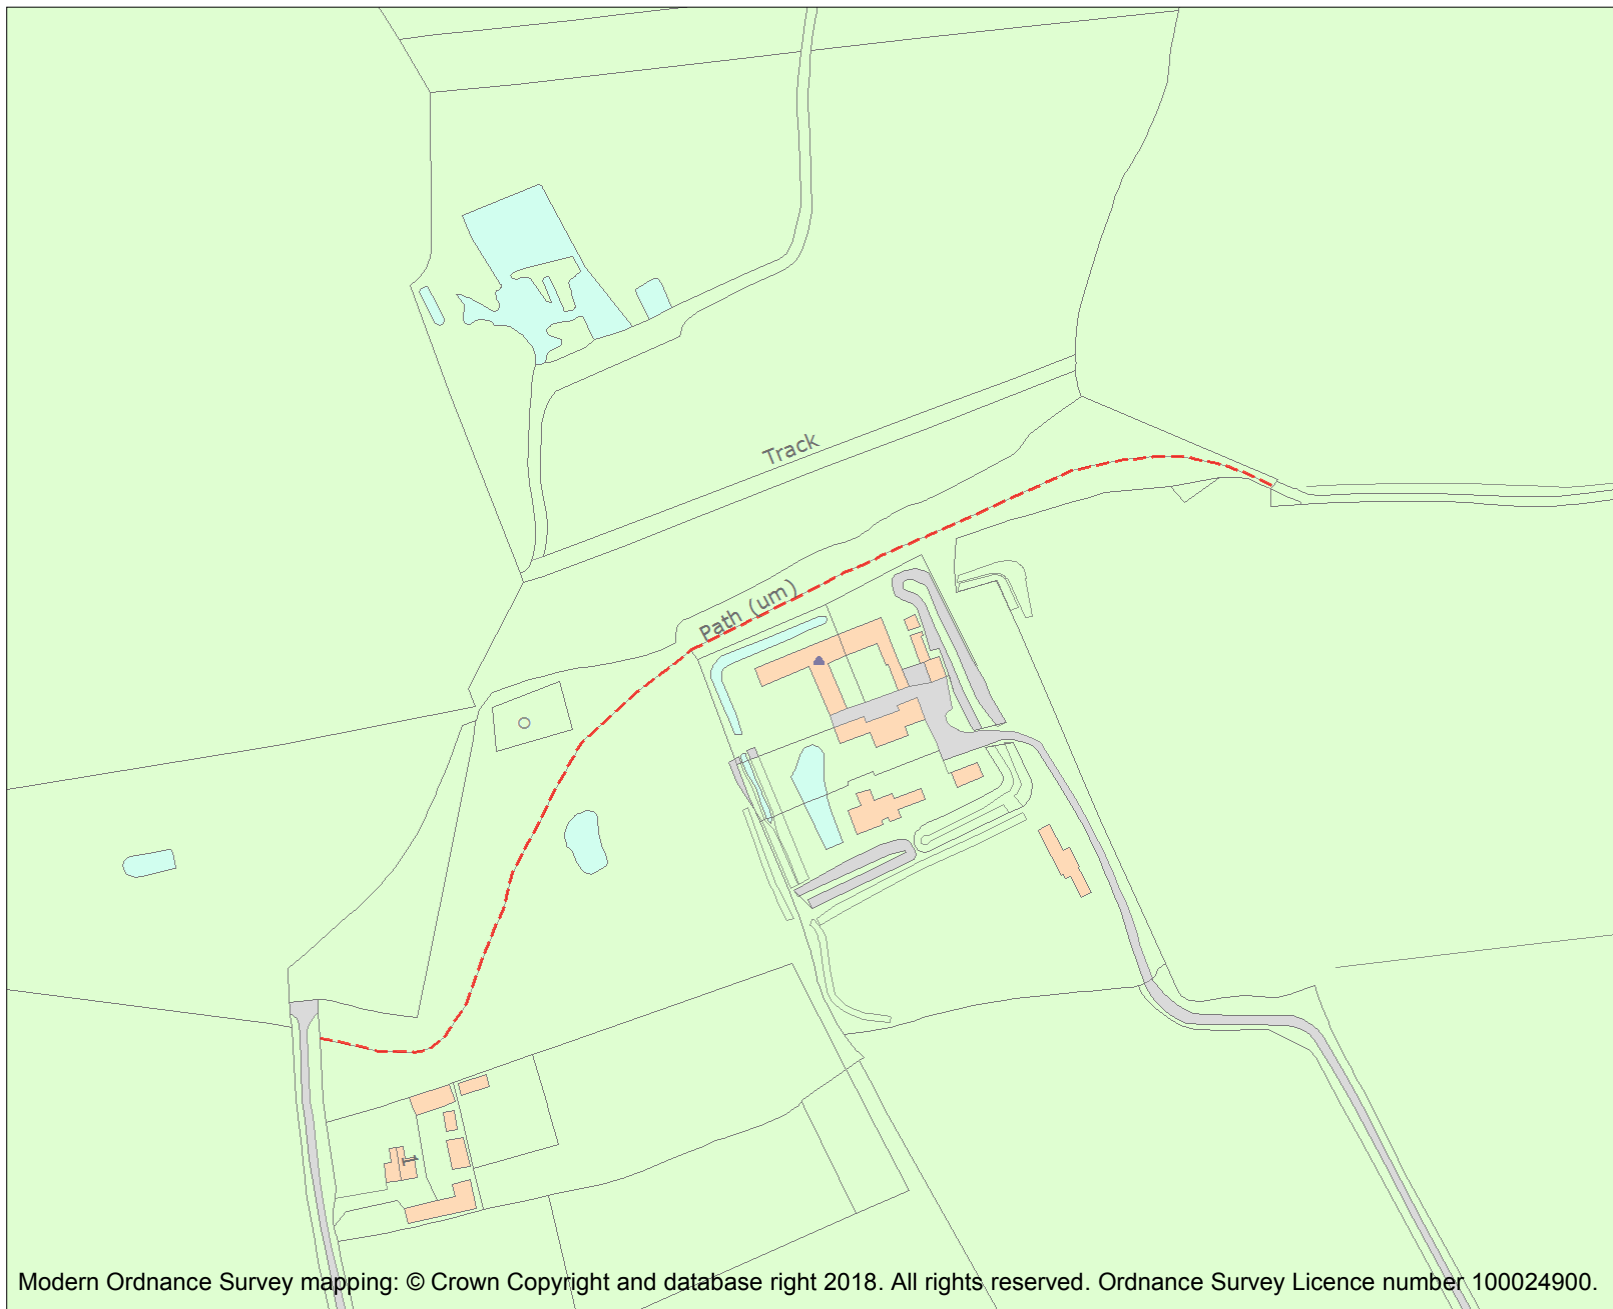 Track
Path (um)
1
Modern Ordnance Survey mapping: © Crown Copyright and database right 2018. All rights reserved. Ordnance Survey Licence number 100024900.